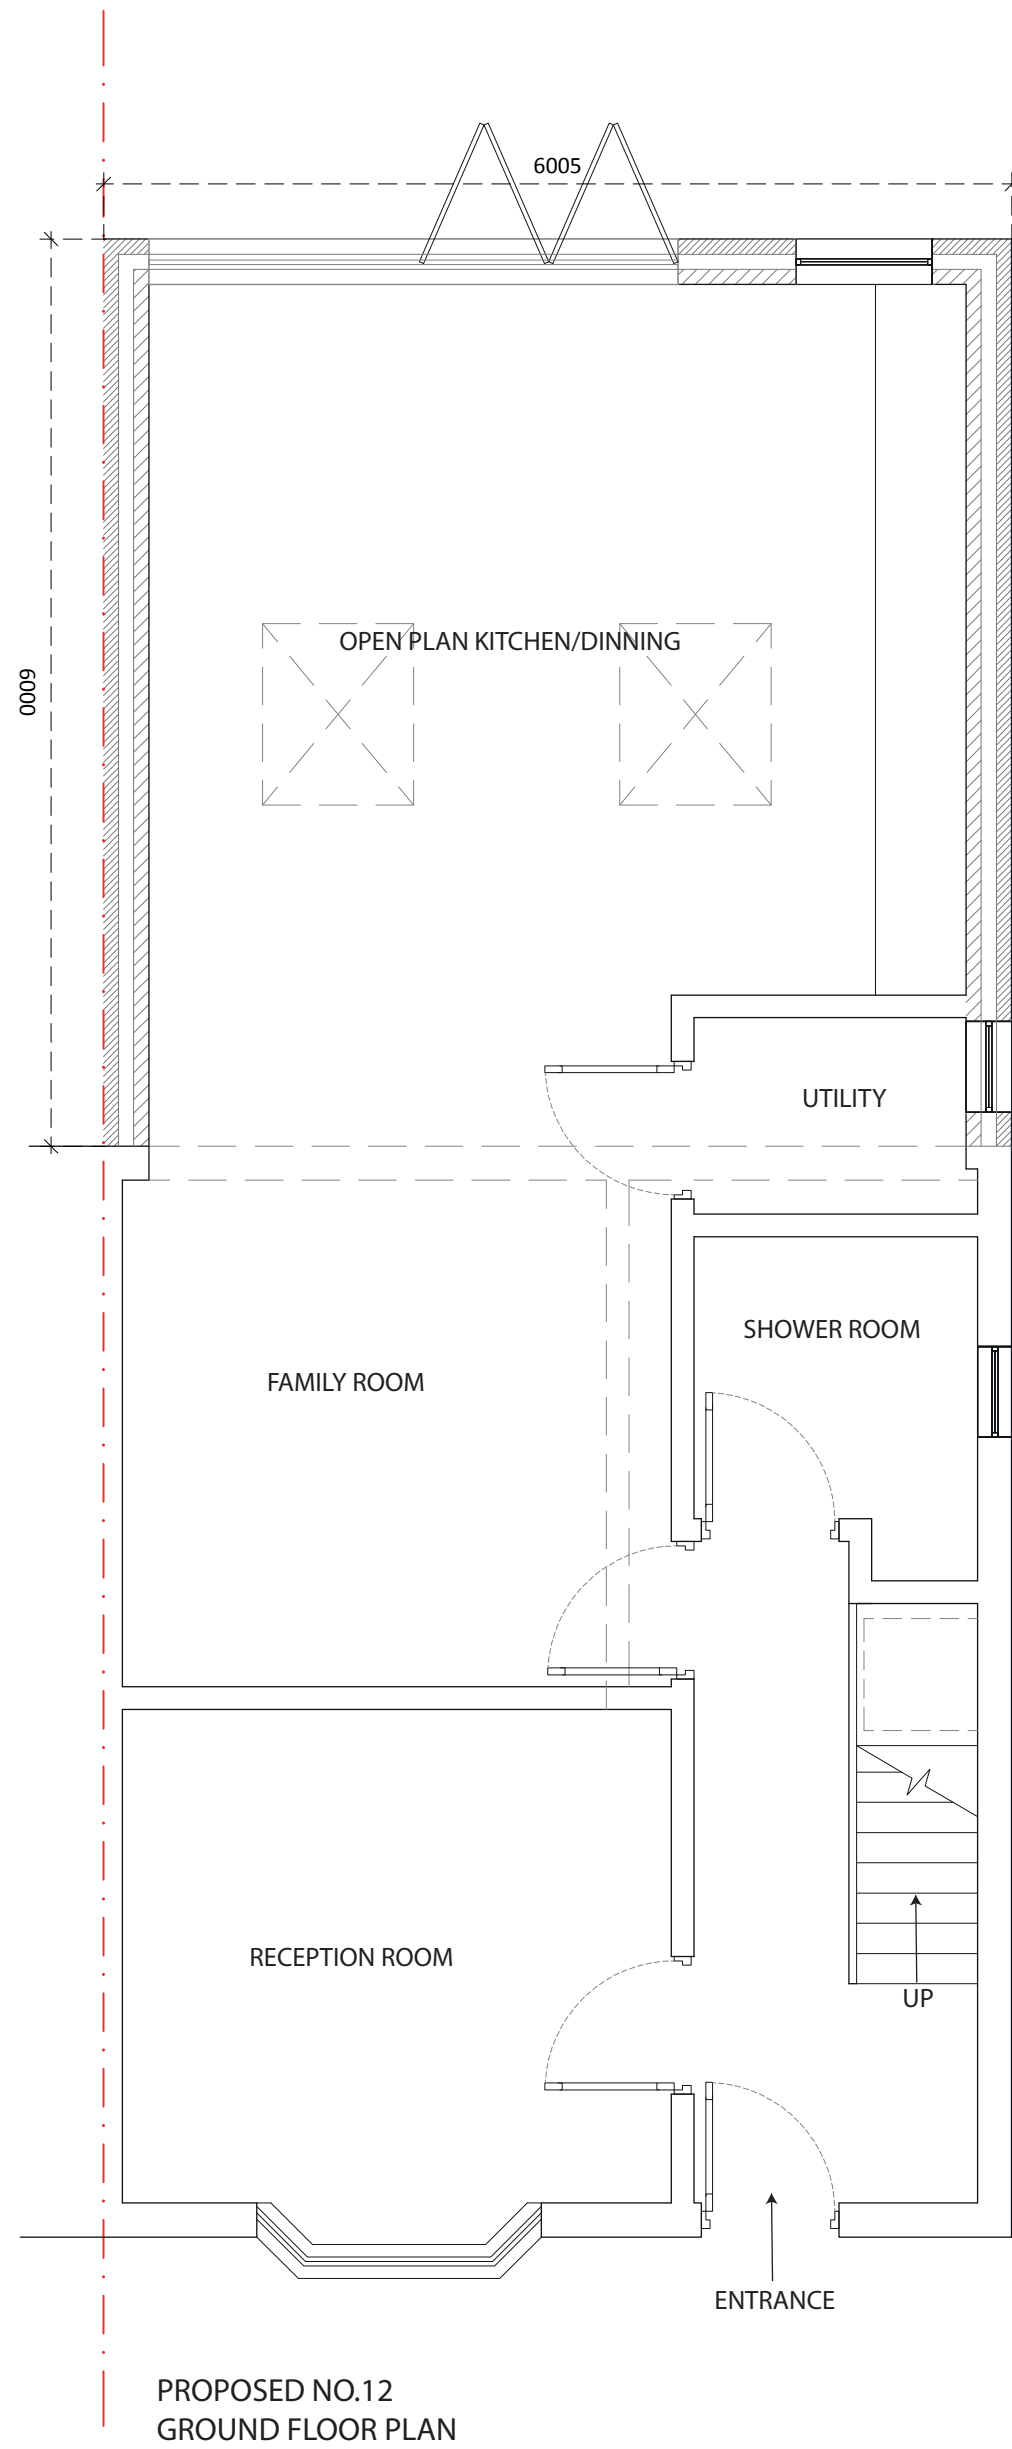 6005
6000
OPEN PLAN KITCHEN/DINNING
UTILITY
SHOWER ROOM
FAMILY ROOM
RECEPTION ROOM
UP
ENTRANCE
PROPOSED NO.12
GROUND FLOOR PLAN